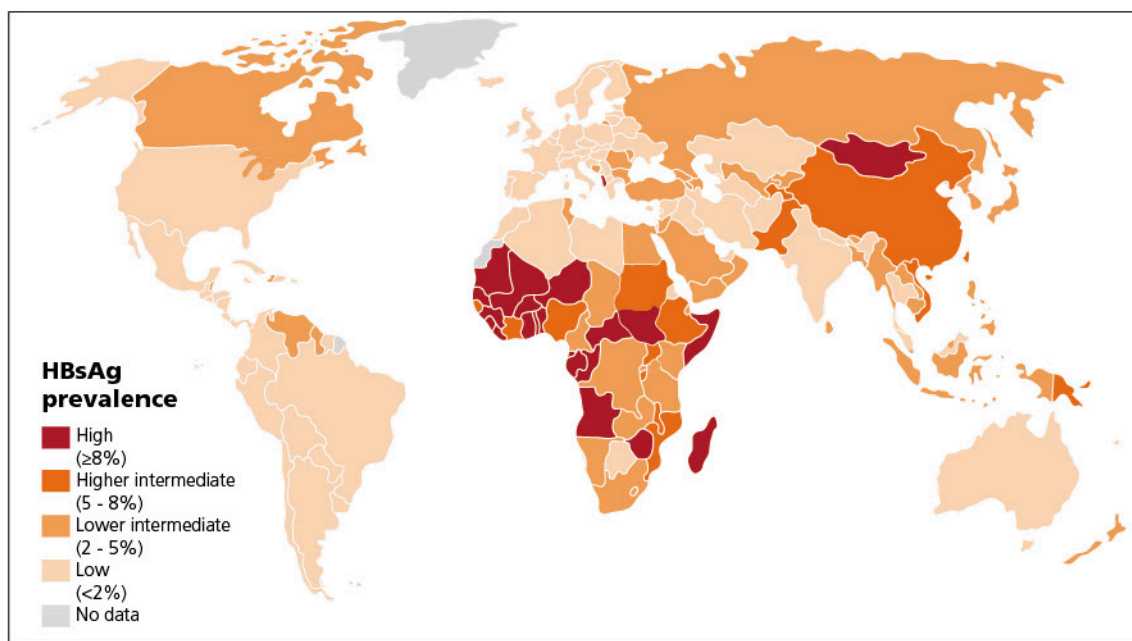 HBsAg
prevalence
High
(≥8%)
Higher intermediate
(5 - 8%)
Lower intermediate
(2 - 5%)
Low
(<2%)
No data